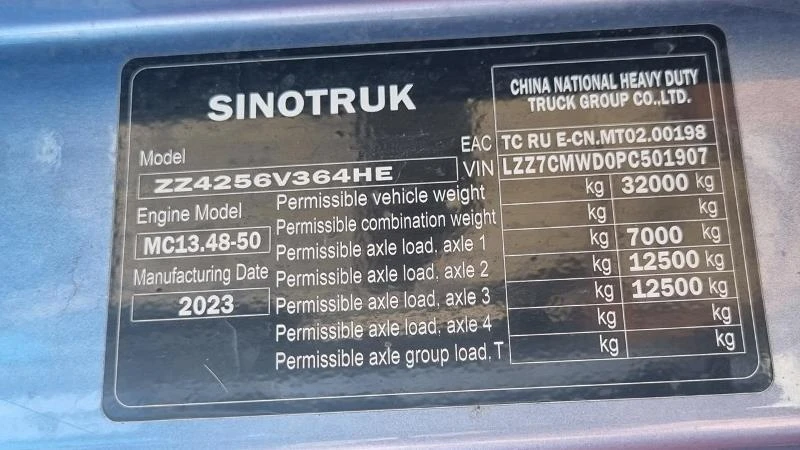 SINOTRUK
CHINA NATIONAL HEAVY DUTY
TRUCK GROUP CO.,LTD.
EAC TC RU E-CN.MT02.00198
Model VIN LZZ7CMWD0PC501907
ZZ4256V364HE
Permissible vehicle weight kg 32000 kg
Engine Model Permissible combination weight kg kg
MC13.48-50 Permissible axle load, axle 1 kg 7000 kg
Manufacturing Date Permissible axle load, axle 2 kg 12500 kg
2023 Permissible axle load, axle 3 kg 12500 kg
Permissible axle load, axle 4 kg kg
Permissible axle group load, T kg kg